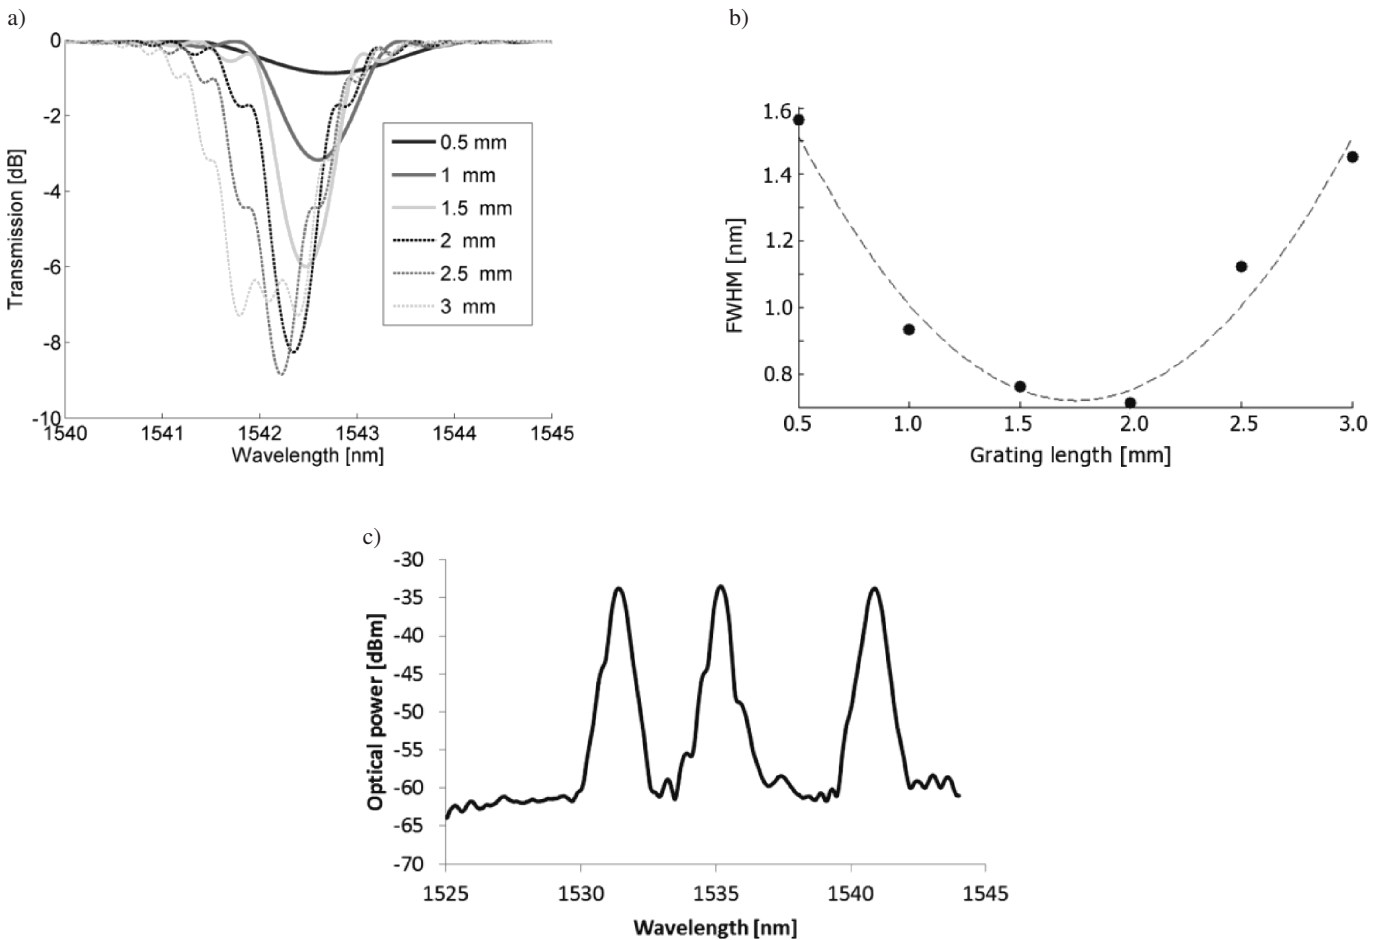 a)
0
-2
-4
-6
-8
-10
Transmission [dB]
0.5 mm
1 mm
1.5 mm
2 mm
2.5 mm
3 mm
1540 1541 1542 1543 1544 1545
Wavelength [nm]
b)
1.6
1.4
1.2
1.0
0.8
FWHM [nm]
0.5 1.0 1.5 2.0 2.5 3.0
Grating length [mm]
c)
-30
-35
-40
-45
-50
-55
-60
-65
-70
Optical power [dBm]
1525 1530 1535 1540 1545
Wavelength [nm]